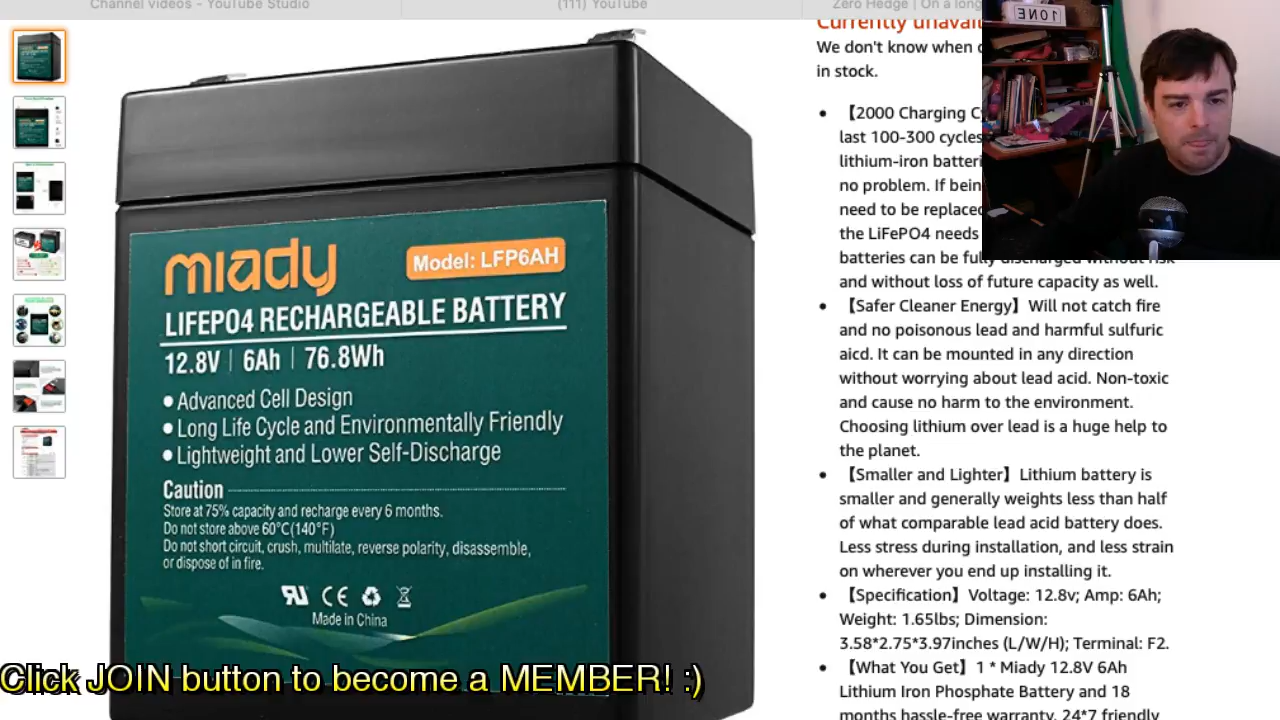 Channel videos - YouTube Studio
(111) YouTube
Zero Hedge | On a long
Currently unavai
We don't know when
in stock.
【2000 Charging C
last 100-300 cycles
lithium-iron batteri
no problem. If bein
need to be replaced
the LiFePO4 needs
batteries can be fully discharged without risk
and without loss of future capacity as well.
【Safer Cleaner Energy】Will not catch fire
and no poisonous lead and harmful sulfuric
aicd. It can be mounted in any direction
without worrying about lead acid. Non-toxic
and cause no harm to the environment.
Choosing lithium over lead is a huge help to
the planet.
【Smaller and Lighter】Lithium battery is
smaller and generally weights less than half
of what comparable lead acid battery does.
Less stress during installation, and less strain
on wherever you end up installing it.
【Specification】Voltage: 12.8v; Amp: 6Ah;
Weight: 1.65lbs; Dimension:
3.58*2.75*3.97inches (L/W/H); Terminal: F2.
【What You Get】1 * Miady 12.8V 6Ah
Lithium Iron Phosphate Battery and 18
months hassle-free warranty, 24*7 friendly
miady
Model: LFP6AH
LIFEPO4 RECHARGEABLE BATTERY
12.8V | 6Ah | 76.8Wh
• Advanced Cell Design
• Long Life Cycle and Environmentally Friendly
• Lightweight and Lower Self-Discharge
Caution
Store at 75% capacity and recharge every 6 months.
Do not store above 60°C(140°F)
Do not short circuit, crush, multilate, reverse polarity, disassemble,
or dispose of in fire.
CE
Made in China
Click JOIN button to become a MEMBER! :)